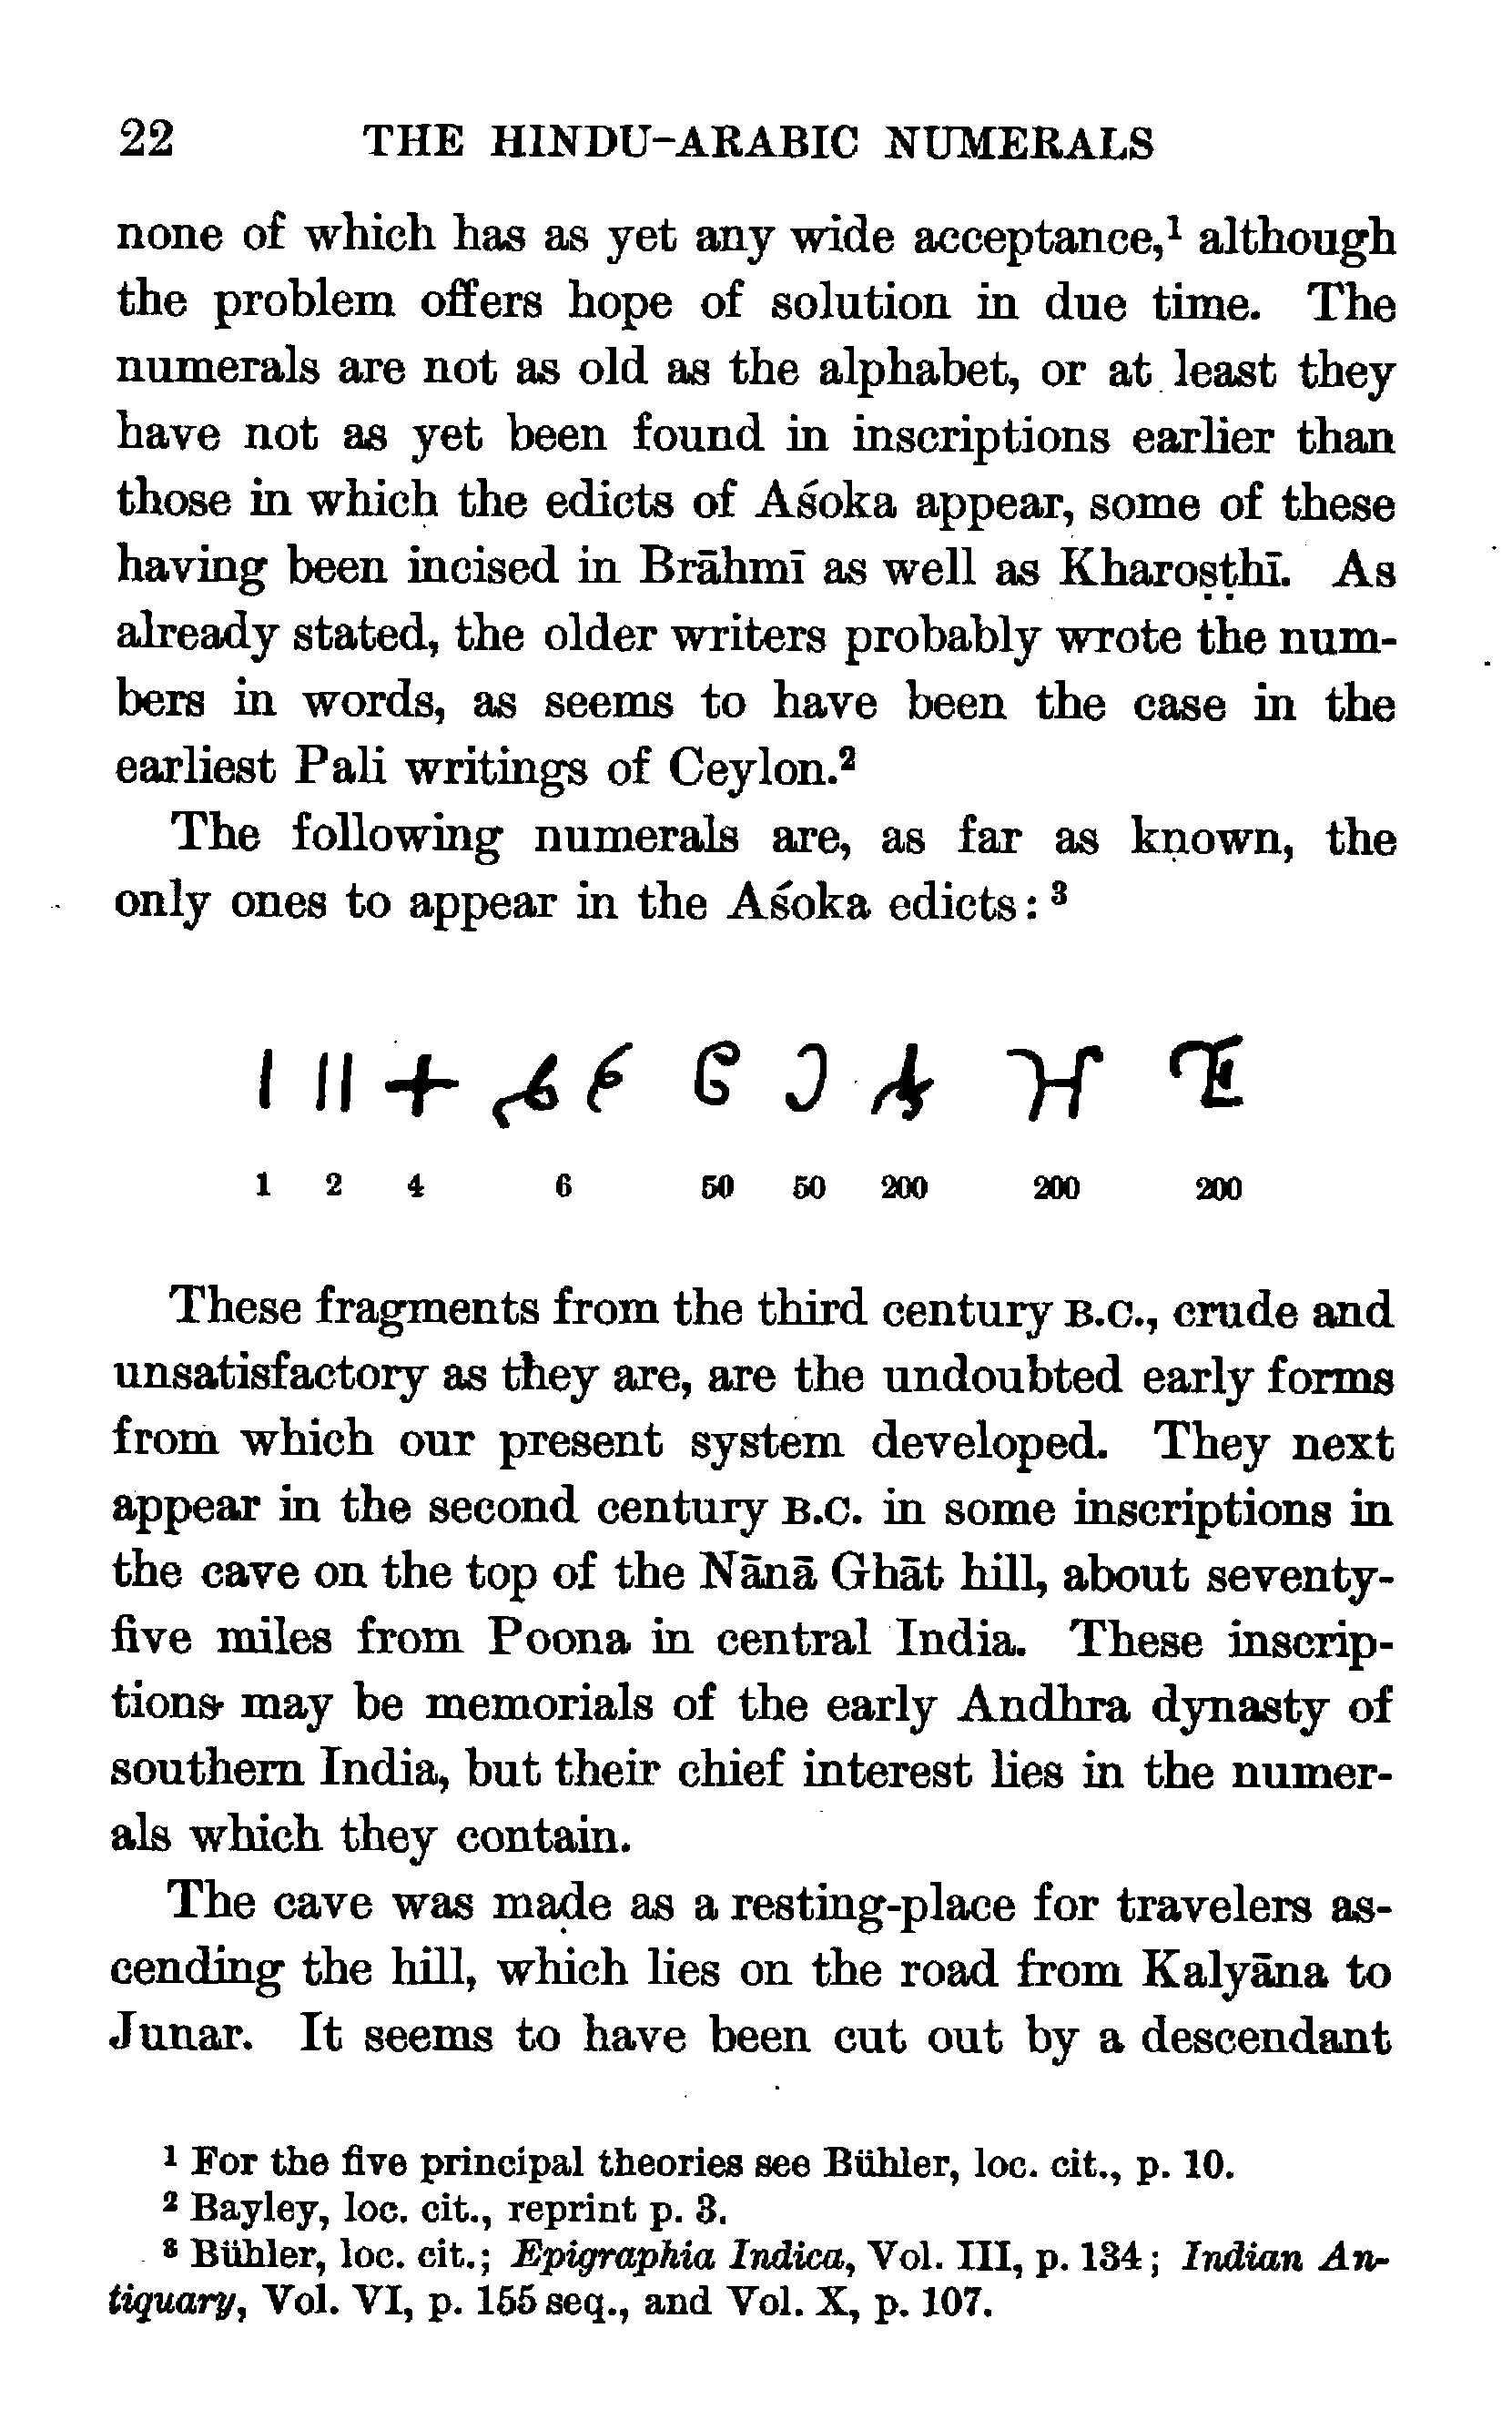 22 THE HINDU-ARABIC NUMERALS
none of which has as yet any wide acceptance,¹ although
the problem offers hope of solution in due time. The
numerals are not as old as the alphabet, or at least they
have not as yet been found in inscriptions earlier than
those in which the edicts of Aśoka appear, some of these
having been incised in Brāhmī as well as Kharoṣṭhī. As
already stated, the older writers probably wrote the num-
bers in words, as seems to have been the case in the
earliest Pali writings of Ceylon.²
The following numerals are, as far as known, the
only ones to appear in the Aśoka edicts: ³
1 2 4 6 50 50 200 200 200
These fragments from the third century B.C., crude and
unsatisfactory as they are, are the undoubted early forms
from which our present system developed. They next
appear in the second century B.C. in some inscriptions in
the cave on the top of the Nānā Ghāt hill, about seventy-
five miles from Poona in central India. These inscrip-
tions may be memorials of the early Andhra dynasty of
southern India, but their chief interest lies in the numer-
als which they contain.
The cave was made as a resting-place for travelers as-
cending the hill, which lies on the road from Kalyāna to
Junar. It seems to have been cut out by a descendant
¹ For the five principal theories see Bühler, loc. cit., p. 10.
² Bayley, loc. cit., reprint p. 3.
³ Bühler, loc. cit.; Epigraphia Indica, Vol. III, p. 134; Indian An-
tiquary, Vol. VI, p. 155 seq., and Vol. X, p. 107.